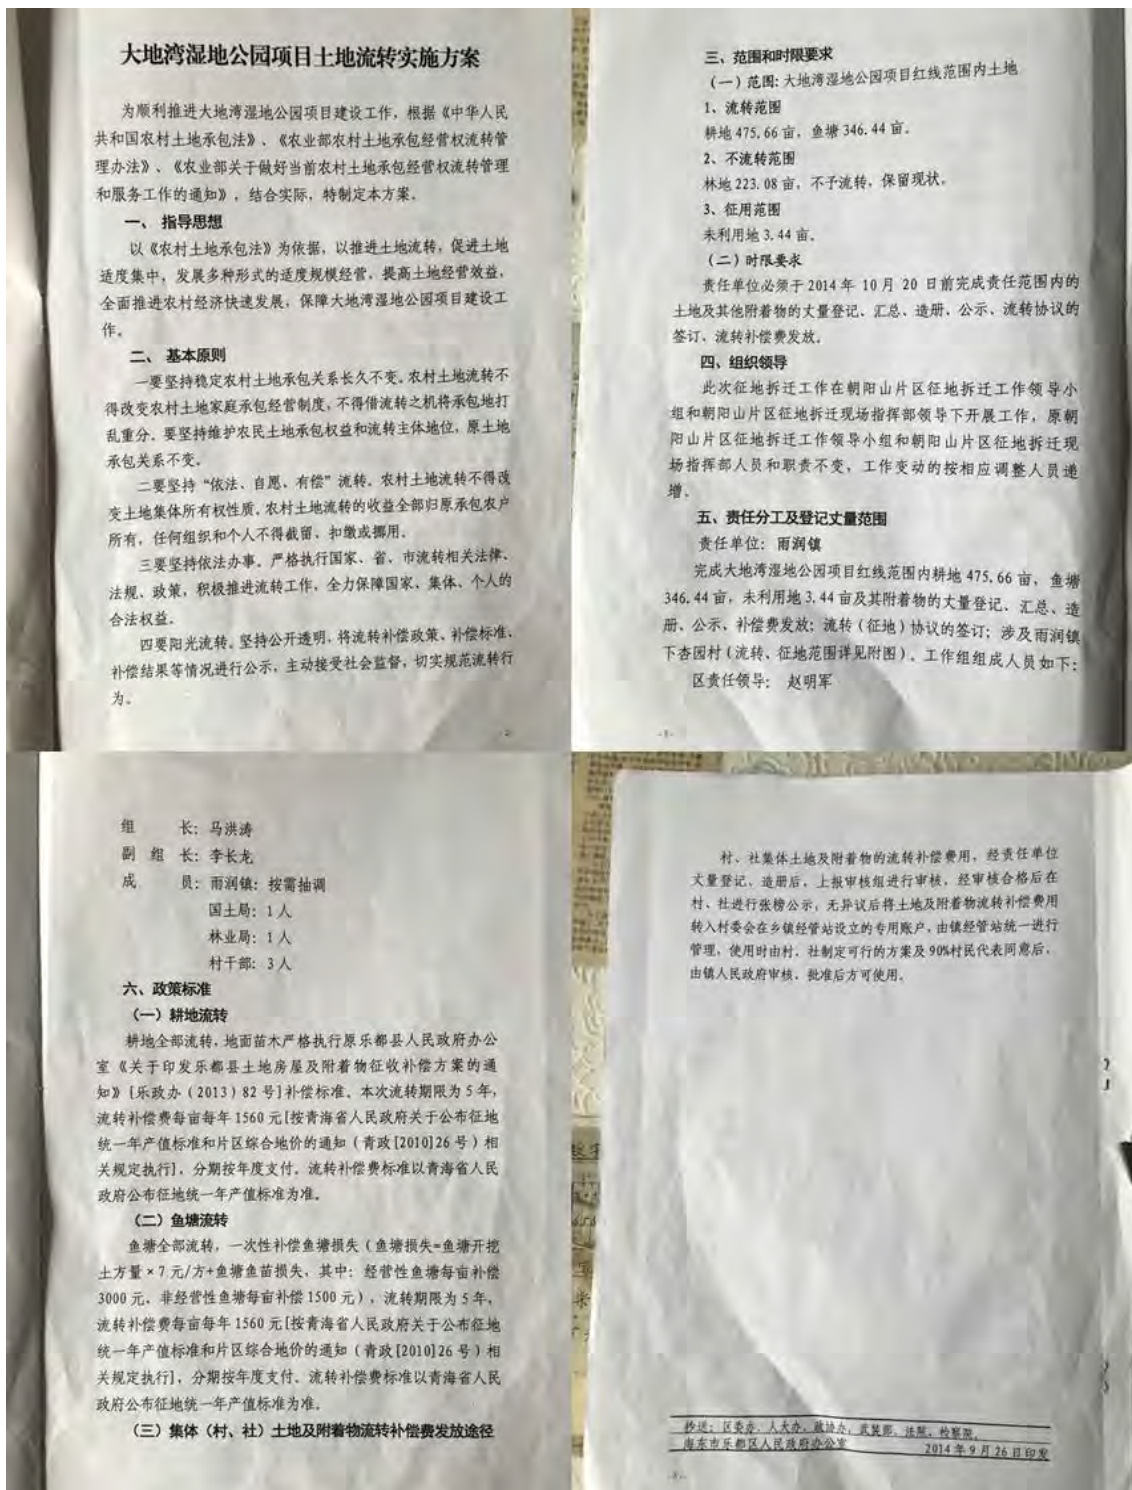 大地湾湿地公园项目土地流转实施方案
为顺利推进大地湾湿地公园项目建设工作，根据《中华人民
共和国农村土地承包法》、《农业部农村土地承包经营权流转管
理办法》、《农业部关于做好当前农村土地承包经营权流转管理
和服务工作的通知》，结合实际，特制定本方案。
一、 指导思想
以《农村土地承包法》为依据，以推进土地流转，促进土地
适度集中，发展多种形式的适度规模经营，提高土地经营效益，
全面推进农村经济快速发展，保障大地湾湿地公园项目建设工
作。
二、 基本原则
一要坚持稳定农村土地承包关系长久不变。农村土地流转不
得改变农村土地家庭承包经营制度，不得借流转之机将承包地打
乱重分。要坚持维护农民土地承包权益和流转主体地位，原土地
承包关系不变。
二要坚持“依法、自愿、有偿”流转。农村土地流转不得改
变土地集体所有权性质。农村土地流转的收益全部归原承包农户
所有，任何组织和个人不得截留、扣缴或挪用。
三要坚持依法办事。严格执行国家、省、市流转相关法律、
法规、政策，积极推进流转工作，全力保障国家、集体、个人的
合法权益。
四要阳光流转。坚持公开透明，将流转补偿政策、补偿标准、
补偿结果等情况进行公示，主动接受社会监督，切实规范流转行
为。
三、范围和时限要求
（一）范围：大地湾湿地公园项目红线范围内土地
1、流转范围
耕地 475.66 亩，鱼塘 346.44 亩。
2、不流转范围
林地 223.08 亩，不予流转，保留现状。
3、征用范围
未利用地 3.44 亩。
（二）时限要求
责任单位必须于 2014 年 10 月 20 日前完成责任范围内的
土地及其他附着物的丈量登记、汇总、造册、公示、流转协议的
签订、流转补偿费发放。
四、组织领导
此次征地拆迁工作在朝阳山片区征地拆迁工作领导小
组和朝阳山片区征地拆迁现场指挥部领导下开展工作，原朝
阳山片区征地拆迁工作领导小组和朝阳山片区征地拆迁现
场指挥部人员和职责不变，工作变动的按相应调整人员递
增。
五、责任分工及登记丈量范围
责任单位：雨润镇
完成大地湾湿地公园项目红线范围内耕地 475.66 亩，鱼塘
346.44 亩，未利用地 3.44 亩及其附着物的丈量登记、汇总、造
册、公示、补偿费发放；流转（征地）协议的签订；涉及雨润镇
下杏园村（流转、征地范围详见附图）。工作组组成人员如下：
区责任领导： 赵明军
组 长：马洪涛
副 组 长：李长龙
成 员：雨润镇：按需抽调
国土局：1 人
林业局：1 人
村干部：3 人
六、政策标准
（一）耕地流转
耕地全部流转，地面苗木严格执行原乐都县人民政府办公
室《关于印发乐都县土地房屋及附着物征收补偿方案的通
知》[乐政办（2013）82 号]补偿标准。本次流转期限为 5 年，
流转补偿费每亩每年 1560 元[按青海省人民政府关于公布征地
统一年产值标准和片区综合地价的通知（青政[2010]26 号）相
关规定执行]，分期按年度支付。流转补偿费标准以青海省人民
政府公布征地统一年产值标准为准。
（二）鱼塘流转
鱼塘全部流转，一次性补偿鱼塘损失（鱼塘损失=鱼塘开挖
土方量×7 元/方+鱼塘鱼苗损失，其中：经营性鱼塘每亩补偿
3000 元，非经营性鱼塘每亩补偿 1500 元），流转期限为 5 年，
流转补偿费每亩每年 1560 元[按青海省人民政府关于公布征地
统一年产值标准和片区综合地价的通知（青政[2010]26 号）相
关规定执行]，分期按年度支付。流转补偿费标准以青海省人民
政府公布征地统一年产值标准为准。
（三）集体（村、社）土地及附着物流转补偿费发放途径
村、社集体土地及附着物的流转补偿费用，经责任单位
丈量登记、造册后，上报审核组进行审核，经审核合格后在
村、社进行张榜公示，无异议后将土地及附着物流转补偿费用
转入村委会在乡镇经管站设立的专用账户，由镇经管站统一进行
管理，使用时由村、社制定可行的方案及 90%村民代表同意后，
由镇人民政府审核、批准后方可使用。
抄送：区委办、人大办、政协办，武装部，法院，检察院。
海东市乐都区人民政府办公室 2014 年 9 月 26 日印发